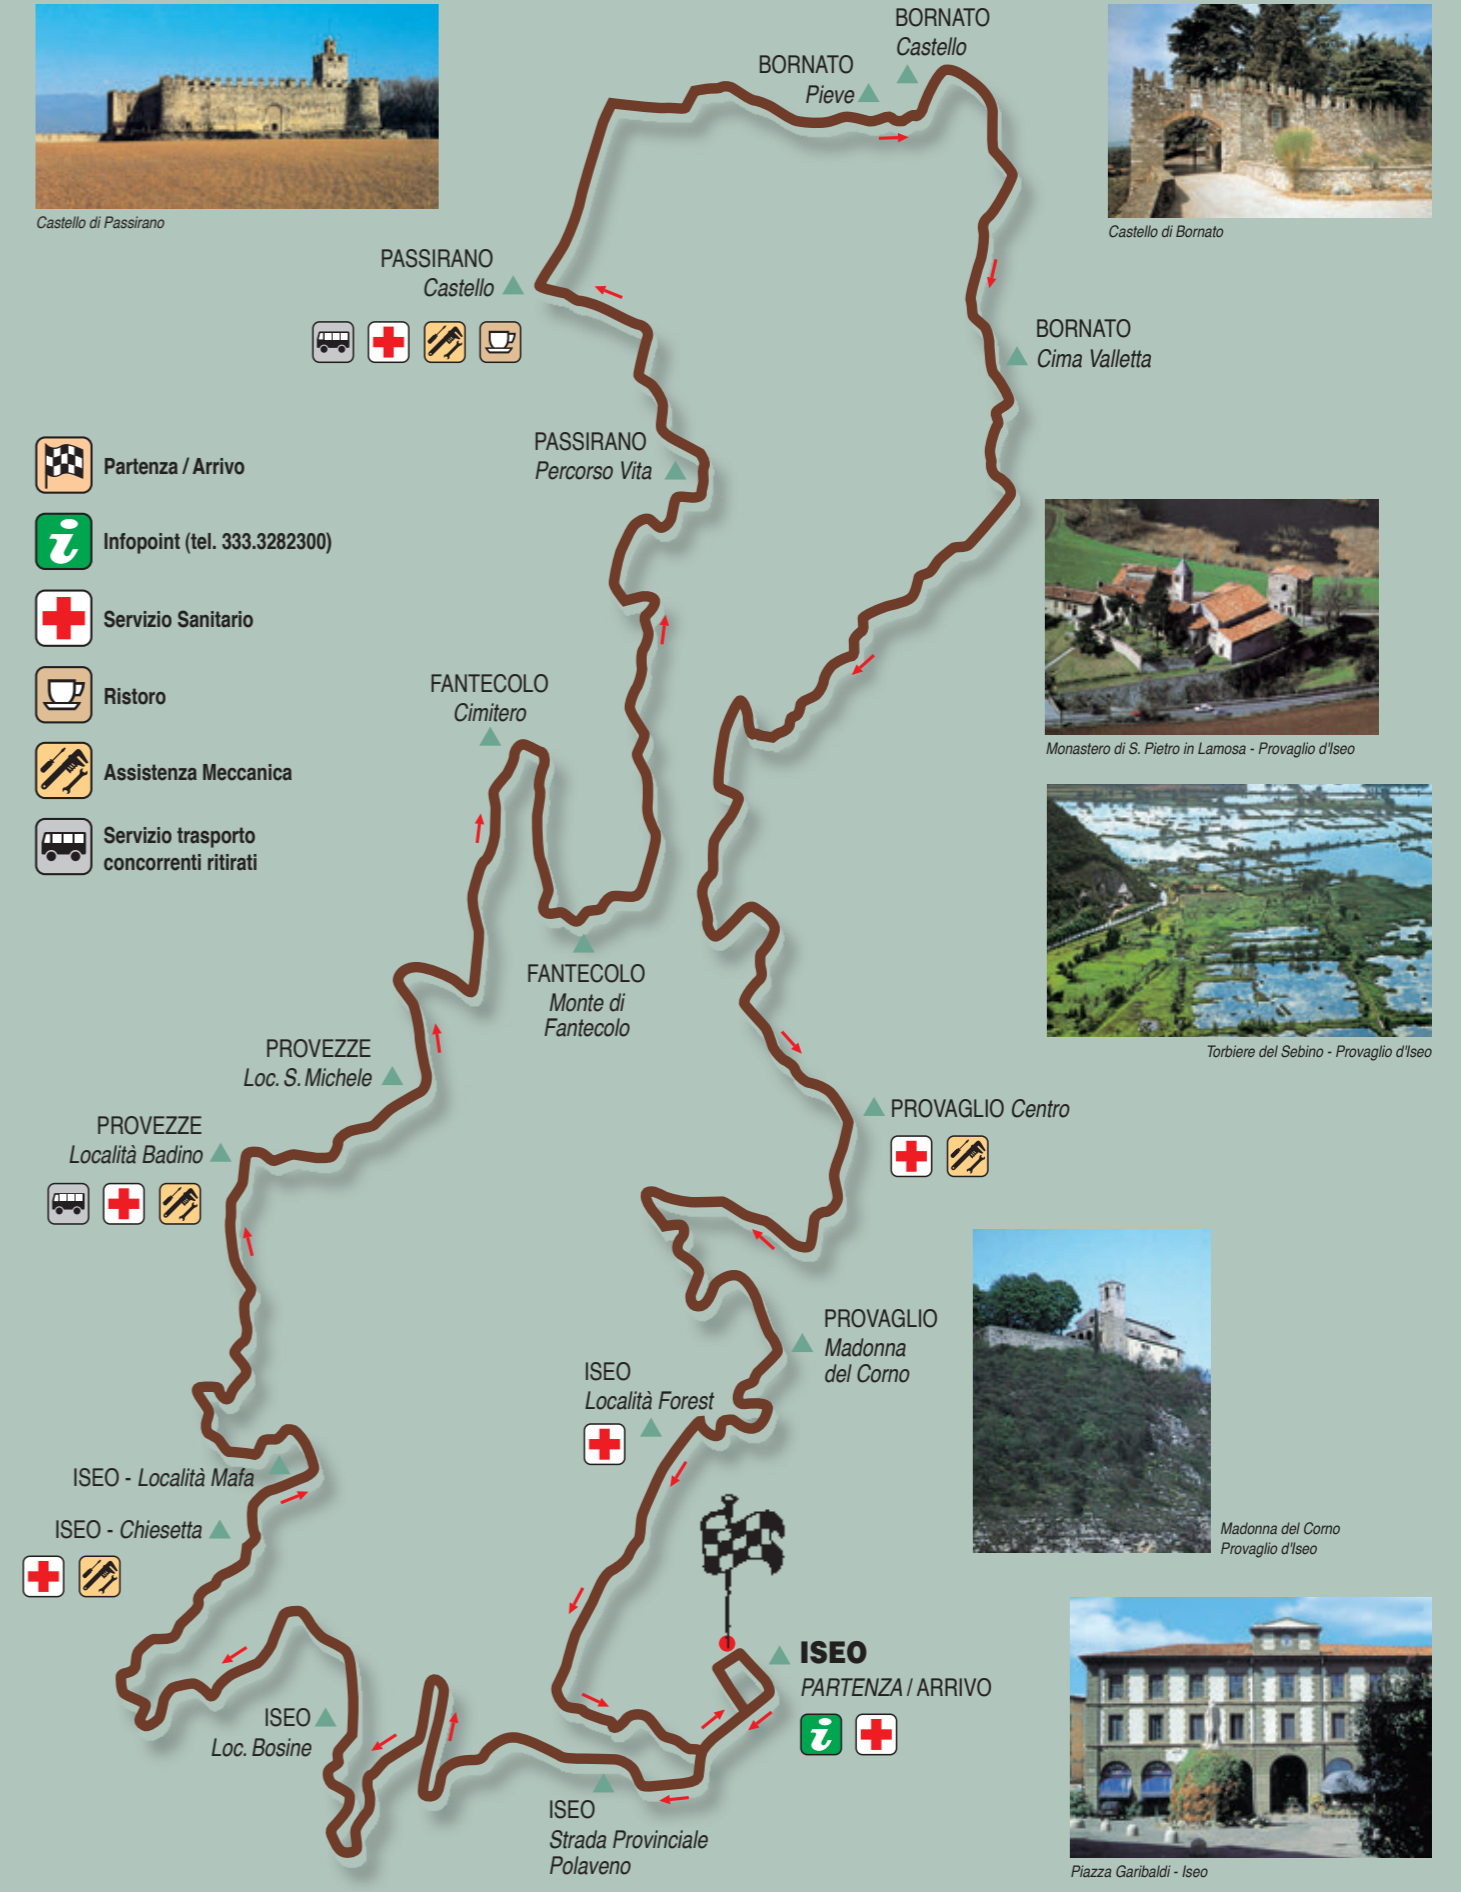 BORNATO
Castello
BORNATO
Pieve
Castello di Passirano
Castello di Bornato
PASSIRANO
Castello
BORNATO
Cima Valletta
PASSIRANO
Percorso Vita
Partenza / Arrivo
Infopoint (tel. 333.3282300)
Servizio Sanitario
Ristoro
Assistenza Meccanica
Servizio trasporto
concorrenti ritirati
FANTECOLO
Cimitero
Monastero di S. Pietro in Lamosa - Provaglio d'Iseo
FANTECOLO
Monte di
Fantecolo
Torbiere del Sebino - Provaglio d'Iseo
PROVEZZE
Loc. S. Michele
PROVEZZE
Località Badino
PROVAGLIO Centro
PROVAGLIO
Madonna
del Corno
ISEO
Località Forest
ISEO - Località Mafa
ISEO - Chiesetta
Madonna del Corno
Provaglio d'Iseo
ISEO
PARTENZA / ARRIVO
ISEO
Loc. Bosine
ISEO
Strada Provinciale
Polaveno
Piazza Garibaldi - Iseo